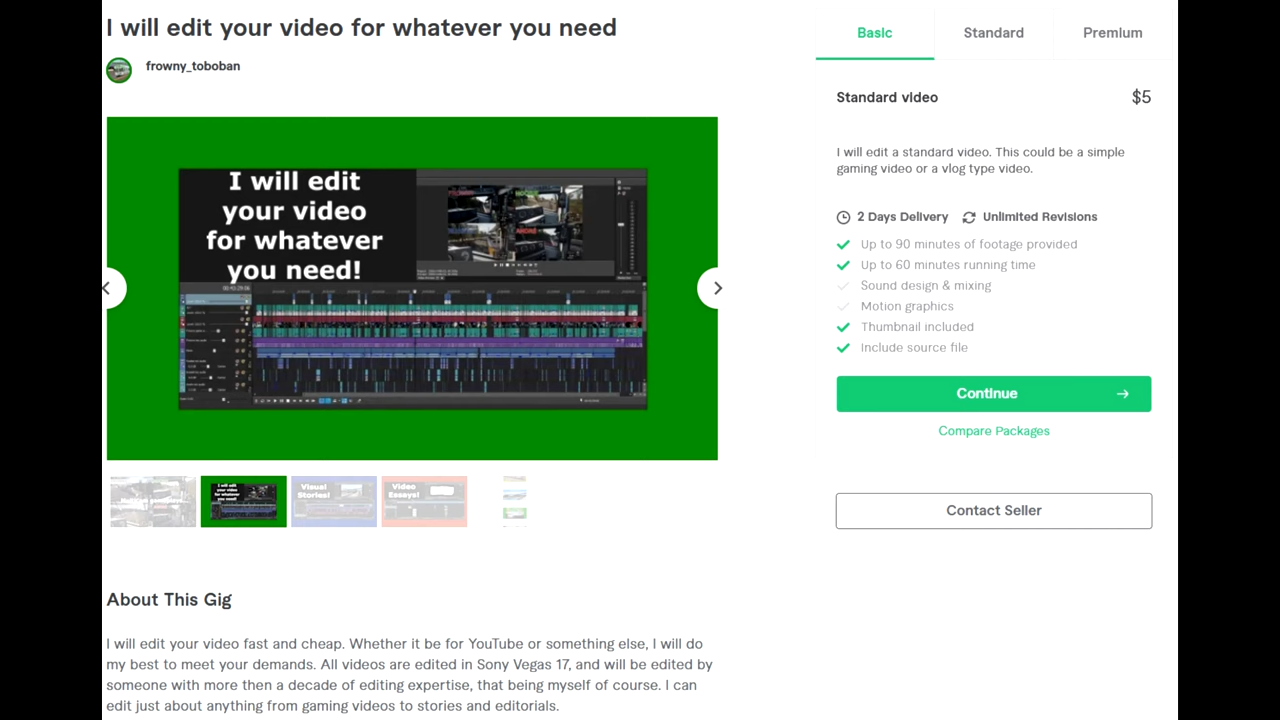 I will edit your video for whatever you need
frowny_toboban
I will edit
your video
for whatever
you need!
Visual
Stories!
Video
Essays!
About This Gig
I will edit your video fast and cheap. Whether it be for YouTube or something else, I will do
my best to meet your demands. All videos are edited in Sony Vegas 17, and will be edited by
someone with more then a decade of editing expertise, that being myself of course. I can
edit just about anything from gaming videos to stories and editorials.
Basic Standard Premium
Standard video $5
I will edit a standard video. This could be a simple
gaming video or a vlog type video.
2 Days Delivery Unlimited Revisions
Up to 90 minutes of footage provided
Up to 60 minutes running time
Sound design & mixing
Motion graphics
Thumbnail included
Include source file
Continue
Compare Packages
Contact Seller